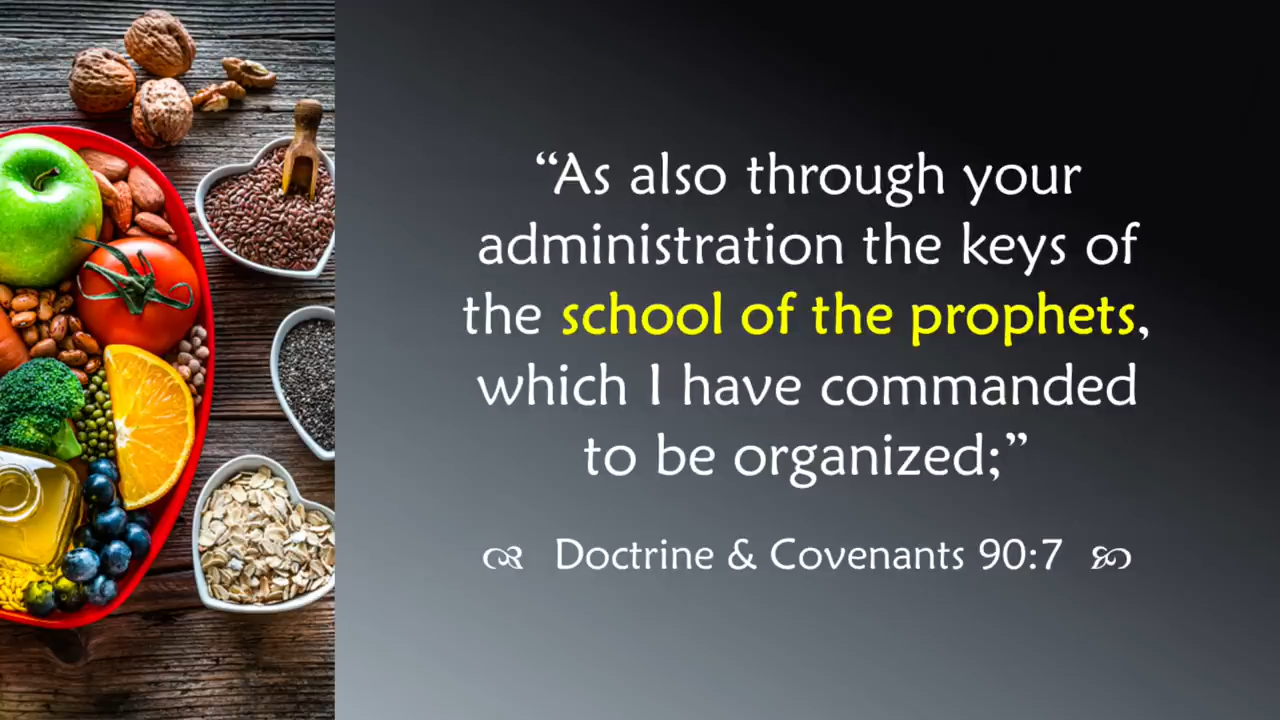 “As also through your
administration the keys of
the school of the prophets,
which I have commanded
to be organized;”
Doctrine & Covenants 90:7